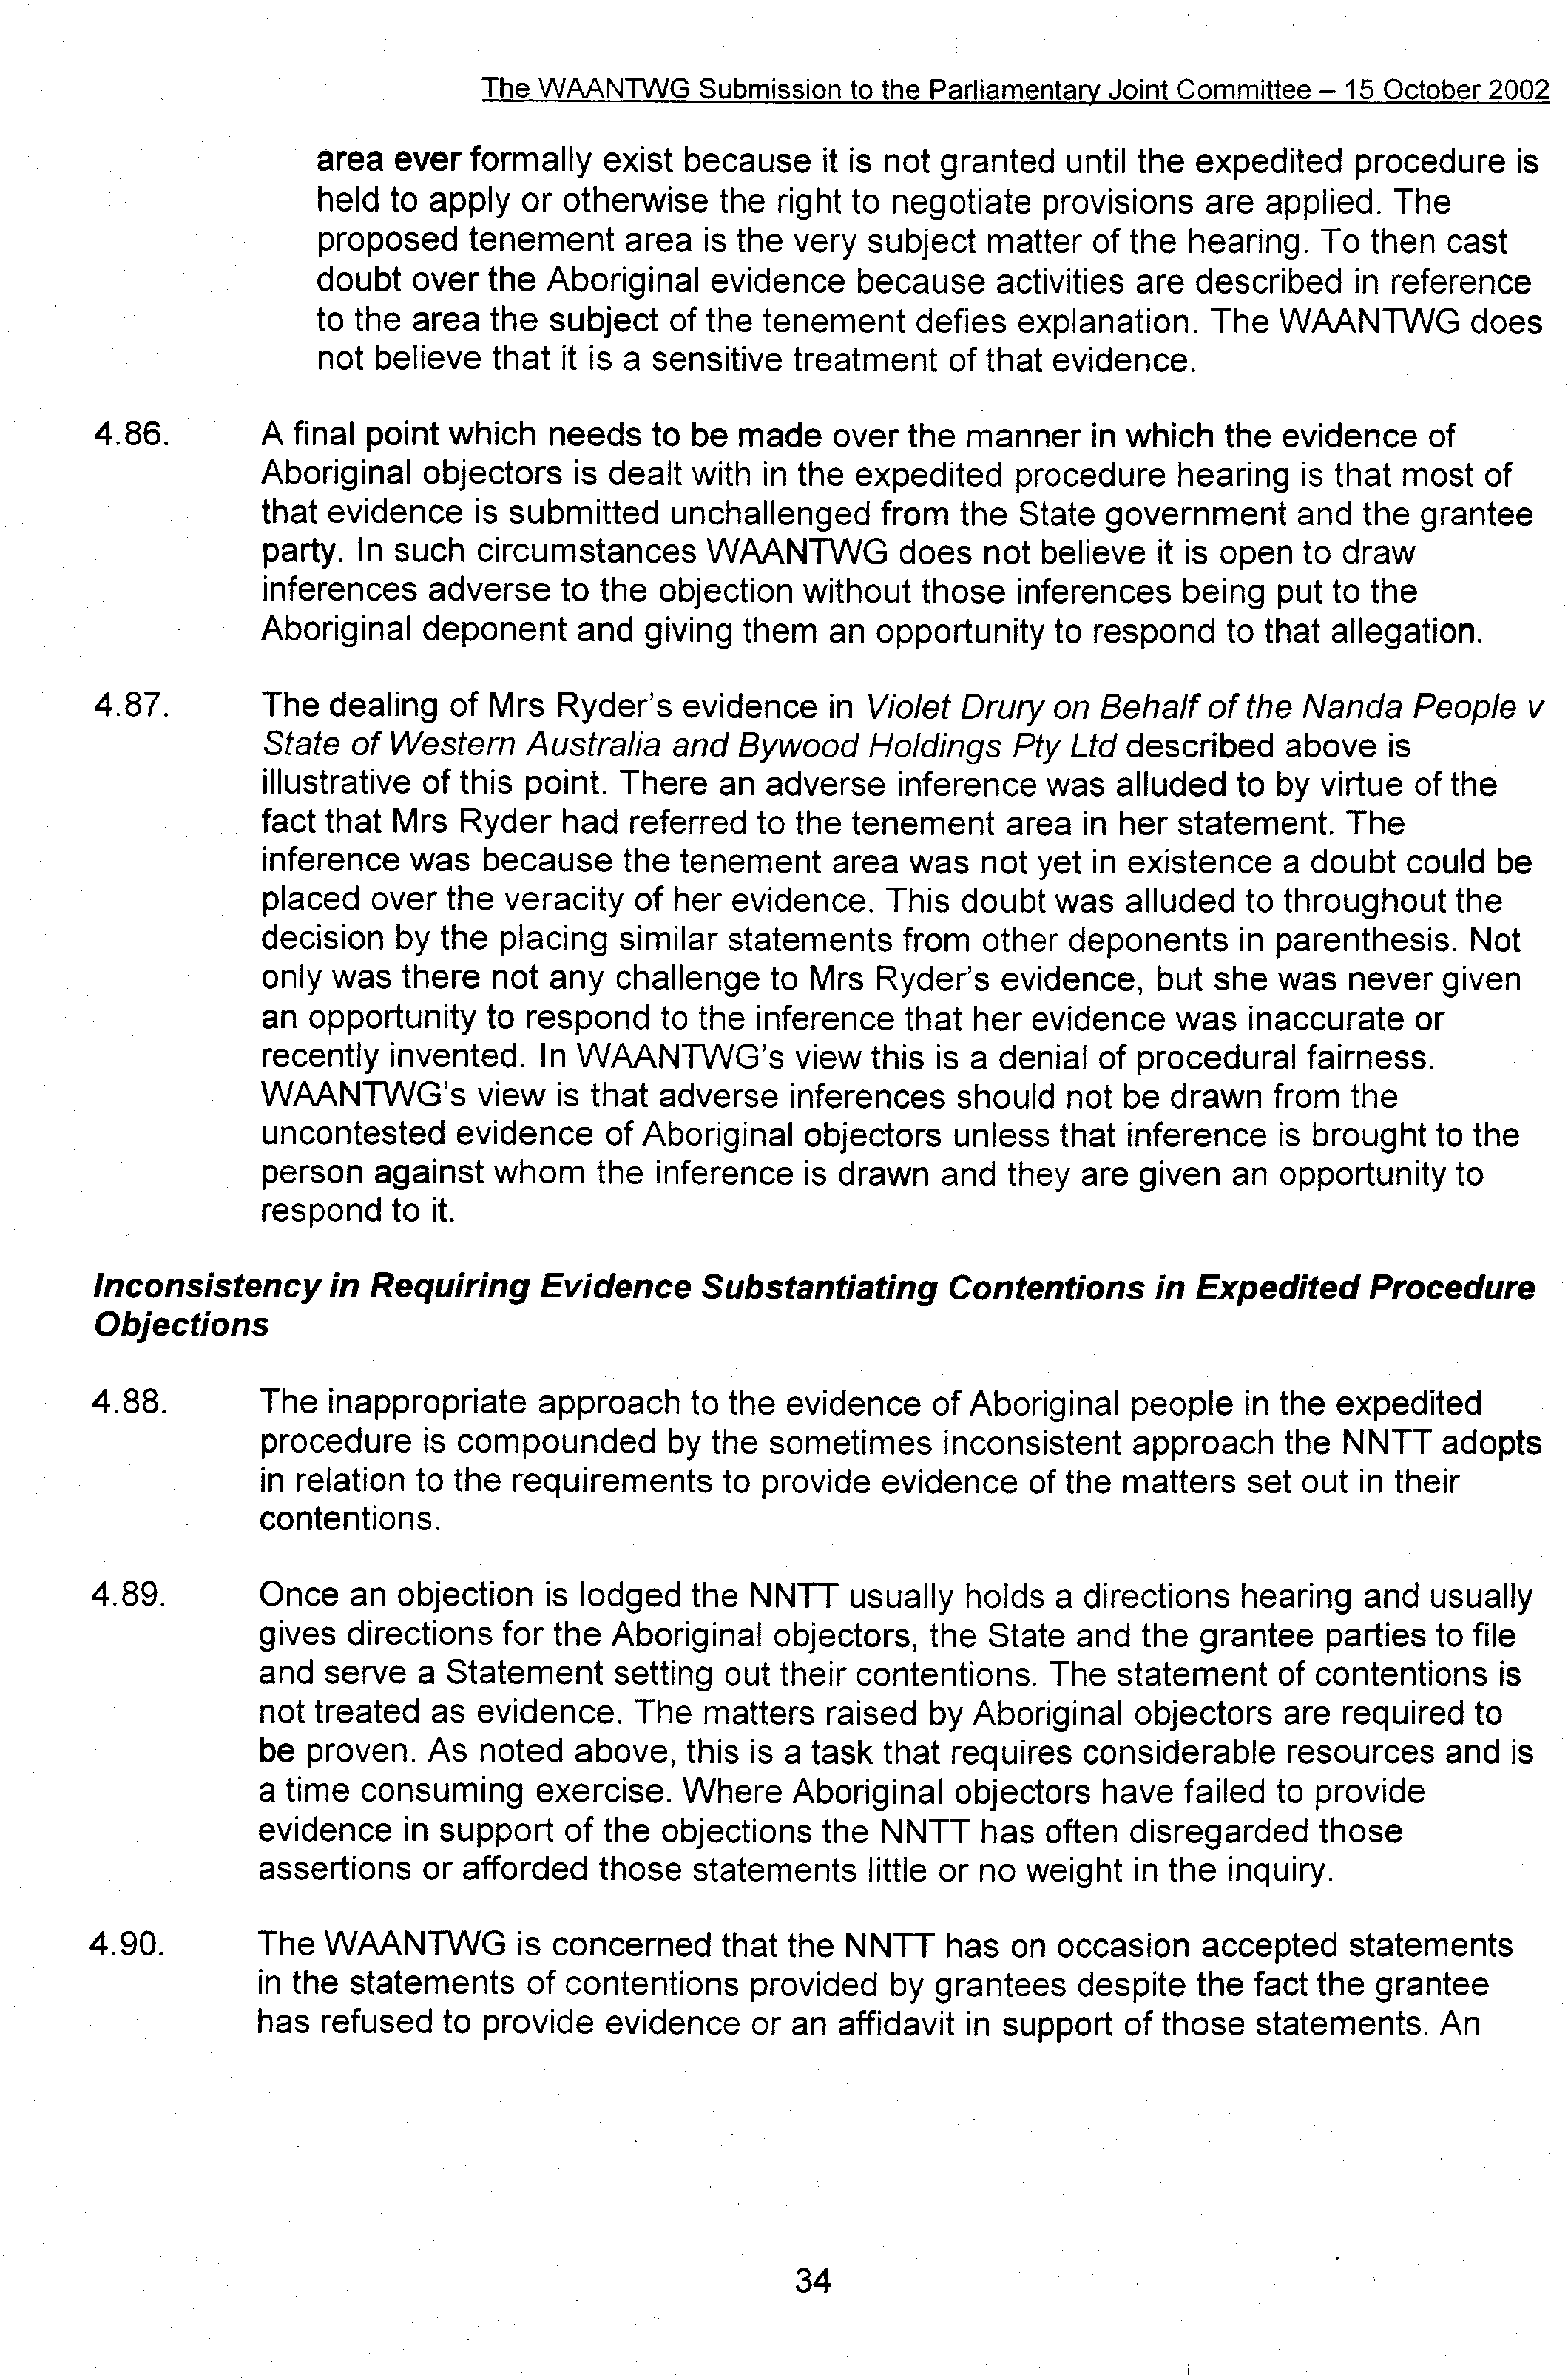 The WAANTWG Submission to the Parliamentary Joint Committee – 15 October 2002
area ever formally exist because it is not granted until the expedited procedure is
held to apply or otherwise the right to negotiate provisions are applied. The
proposed tenement area is the very subject matter of the hearing. To then cast
doubt over the Aboriginal evidence because activities are described in reference
to the area the subject of the tenement defies explanation. The WAANTWG does
not believe that it is a sensitive treatment of that evidence.
4.86. A final point which needs to be made over the manner in which the evidence of
Aboriginal objectors is dealt with in the expedited procedure hearing is that most of
that evidence is submitted unchallenged from the State government and the grantee
party. In such circumstances WAANTWG does not believe it is open to draw
inferences adverse to the objection without those inferences being put to the
Aboriginal deponent and giving them an opportunity to respond to that allegation.
4.87. The dealing of Mrs Ryder's evidence in Violet Drury on Behalf of the Nanda People v
State of Western Australia and Bywood Holdings Pty Ltd described above is
illustrative of this point. There an adverse inference was alluded to by virtue of the
fact that Mrs Ryder had referred to the tenement area in her statement. The
inference was because the tenement area was not yet in existence a doubt could be
placed over the veracity of her evidence. This doubt was alluded to throughout the
decision by the placing similar statements from other deponents in parenthesis. Not
only was there not any challenge to Mrs Ryder's evidence, but she was never given
an opportunity to respond to the inference that her evidence was inaccurate or
recently invented. In WAANTWG's view this is a denial of procedural fairness.
WAANTWG's view is that adverse inferences should not be drawn from the
uncontested evidence of Aboriginal objectors unless that inference is brought to the
person against whom the inference is drawn and they are given an opportunity to
respond to it.
Inconsistency in Requiring Evidence Substantiating Contentions in Expedited Procedure
Objections
4.88. The inappropriate approach to the evidence of Aboriginal people in the expedited
procedure is compounded by the sometimes inconsistent approach the NNTT adopts
in relation to the requirements to provide evidence of the matters set out in their
contentions.
4.89. Once an objection is lodged the NNTT usually holds a directions hearing and usually
gives directions for the Aboriginal objectors, the State and the grantee parties to file
and serve a Statement setting out their contentions. The statement of contentions is
not treated as evidence. The matters raised by Aboriginal objectors are required to
be proven. As noted above, this is a task that requires considerable resources and is
a time consuming exercise. Where Aboriginal objectors have failed to provide
evidence in support of the objections the NNTT has often disregarded those
assertions or afforded those statements little or no weight in the inquiry.
4.90. The WAANTWG is concerned that the NNTT has on occasion accepted statements
in the statements of contentions provided by grantees despite the fact the grantee
has refused to provide evidence or an affidavit in support of those statements. An
34